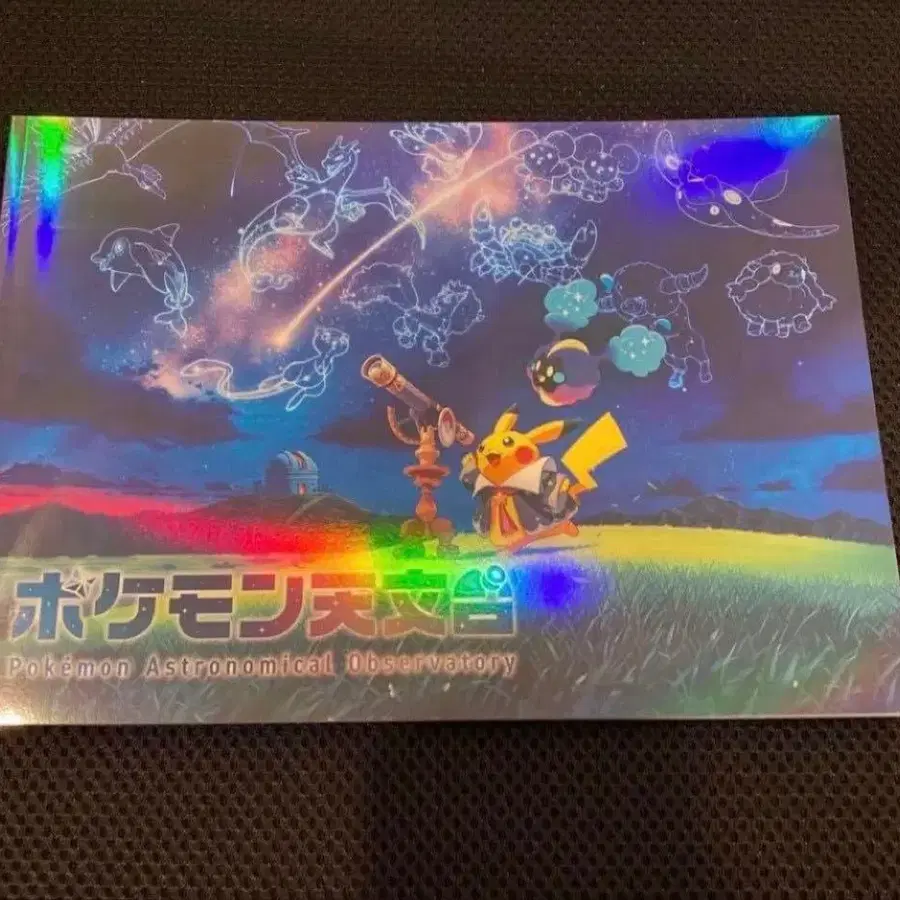 ポケモン天文台
Pokémon Astronomical Observatory